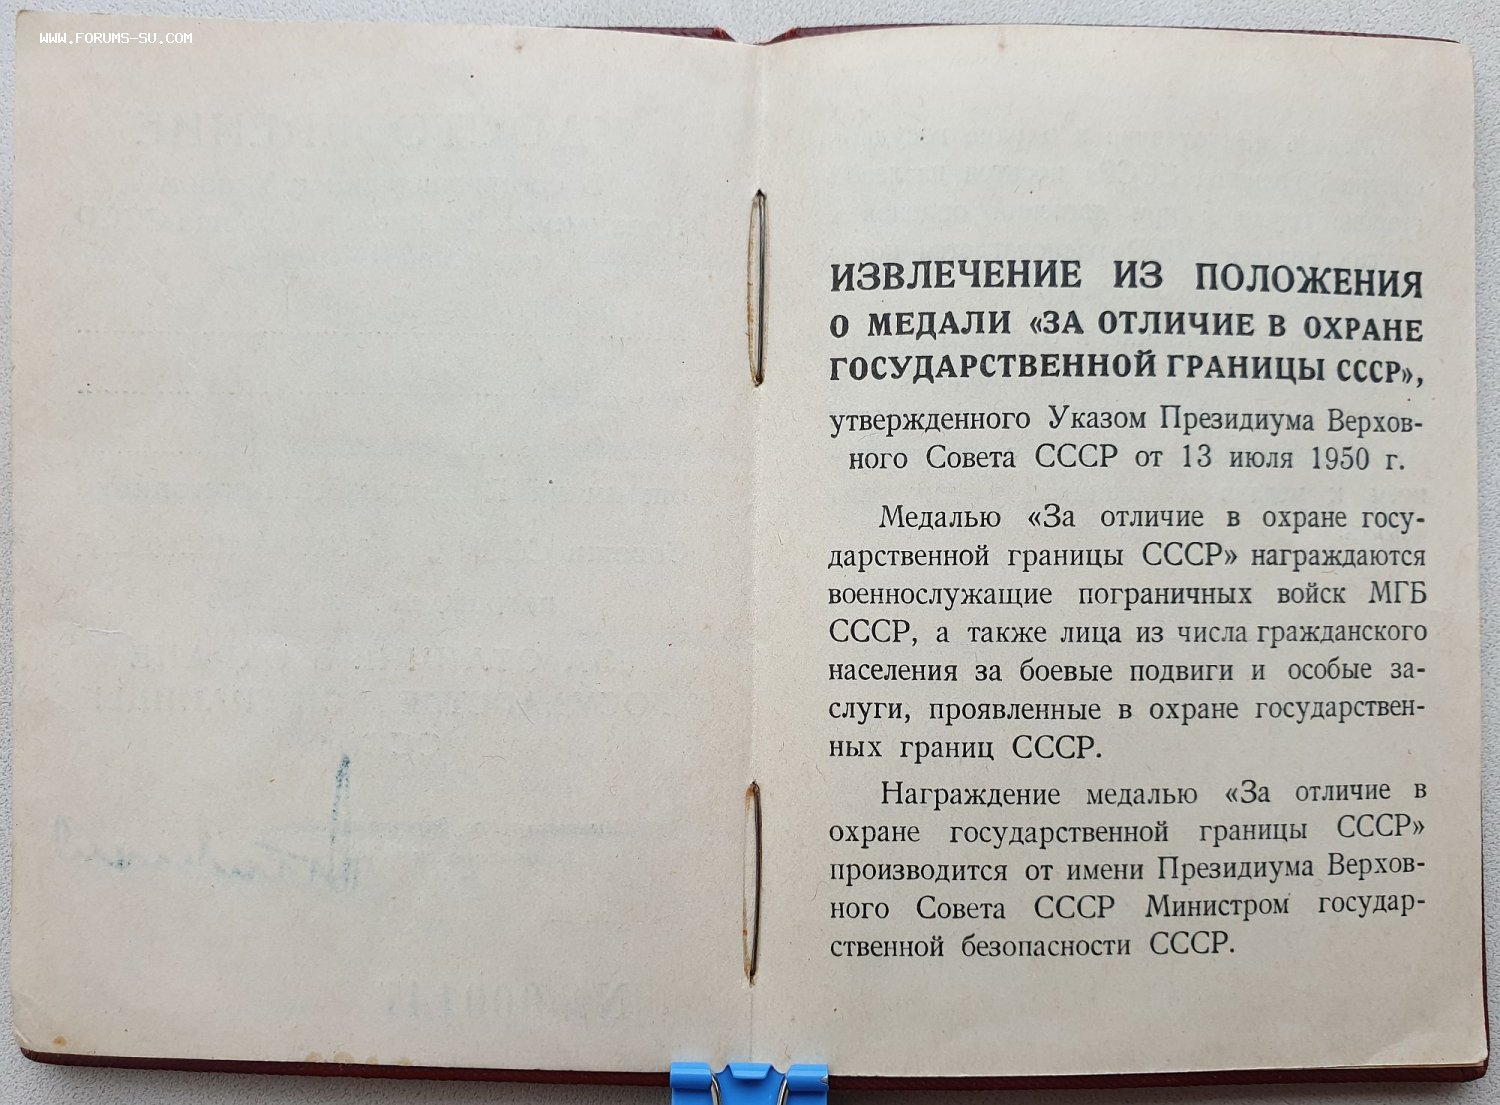 WWW.FORUMS-SU.COM
ИЗВЛЕЧЕНИЕ ИЗ ПОЛОЖЕНИЯ
О МЕДАЛИ «ЗА ОТЛИЧИЕ В ОХРАНЕ
ГОСУДАРСТВЕННОЙ ГРАНИЦЫ СССР»,
утвержденного Указом Президиума Верхов-
ного Совета СССР от 13 июля 1950 г.
Медалью «За отличие в охране госу-
дарственной границы СССР» награждаются
военнослужащие пограничных войск МГБ
СССР, а также лица из числа гражданского
населения за боевые подвиги и особые за-
слуги, проявленные в охране государствен-
ных границ СССР.
Награждение медалью «За отличие в
охране государственной границы СССР»
производится от имени Президиума Верхов-
ного Совета СССР Министром государ-
ственной безопасности СССР.